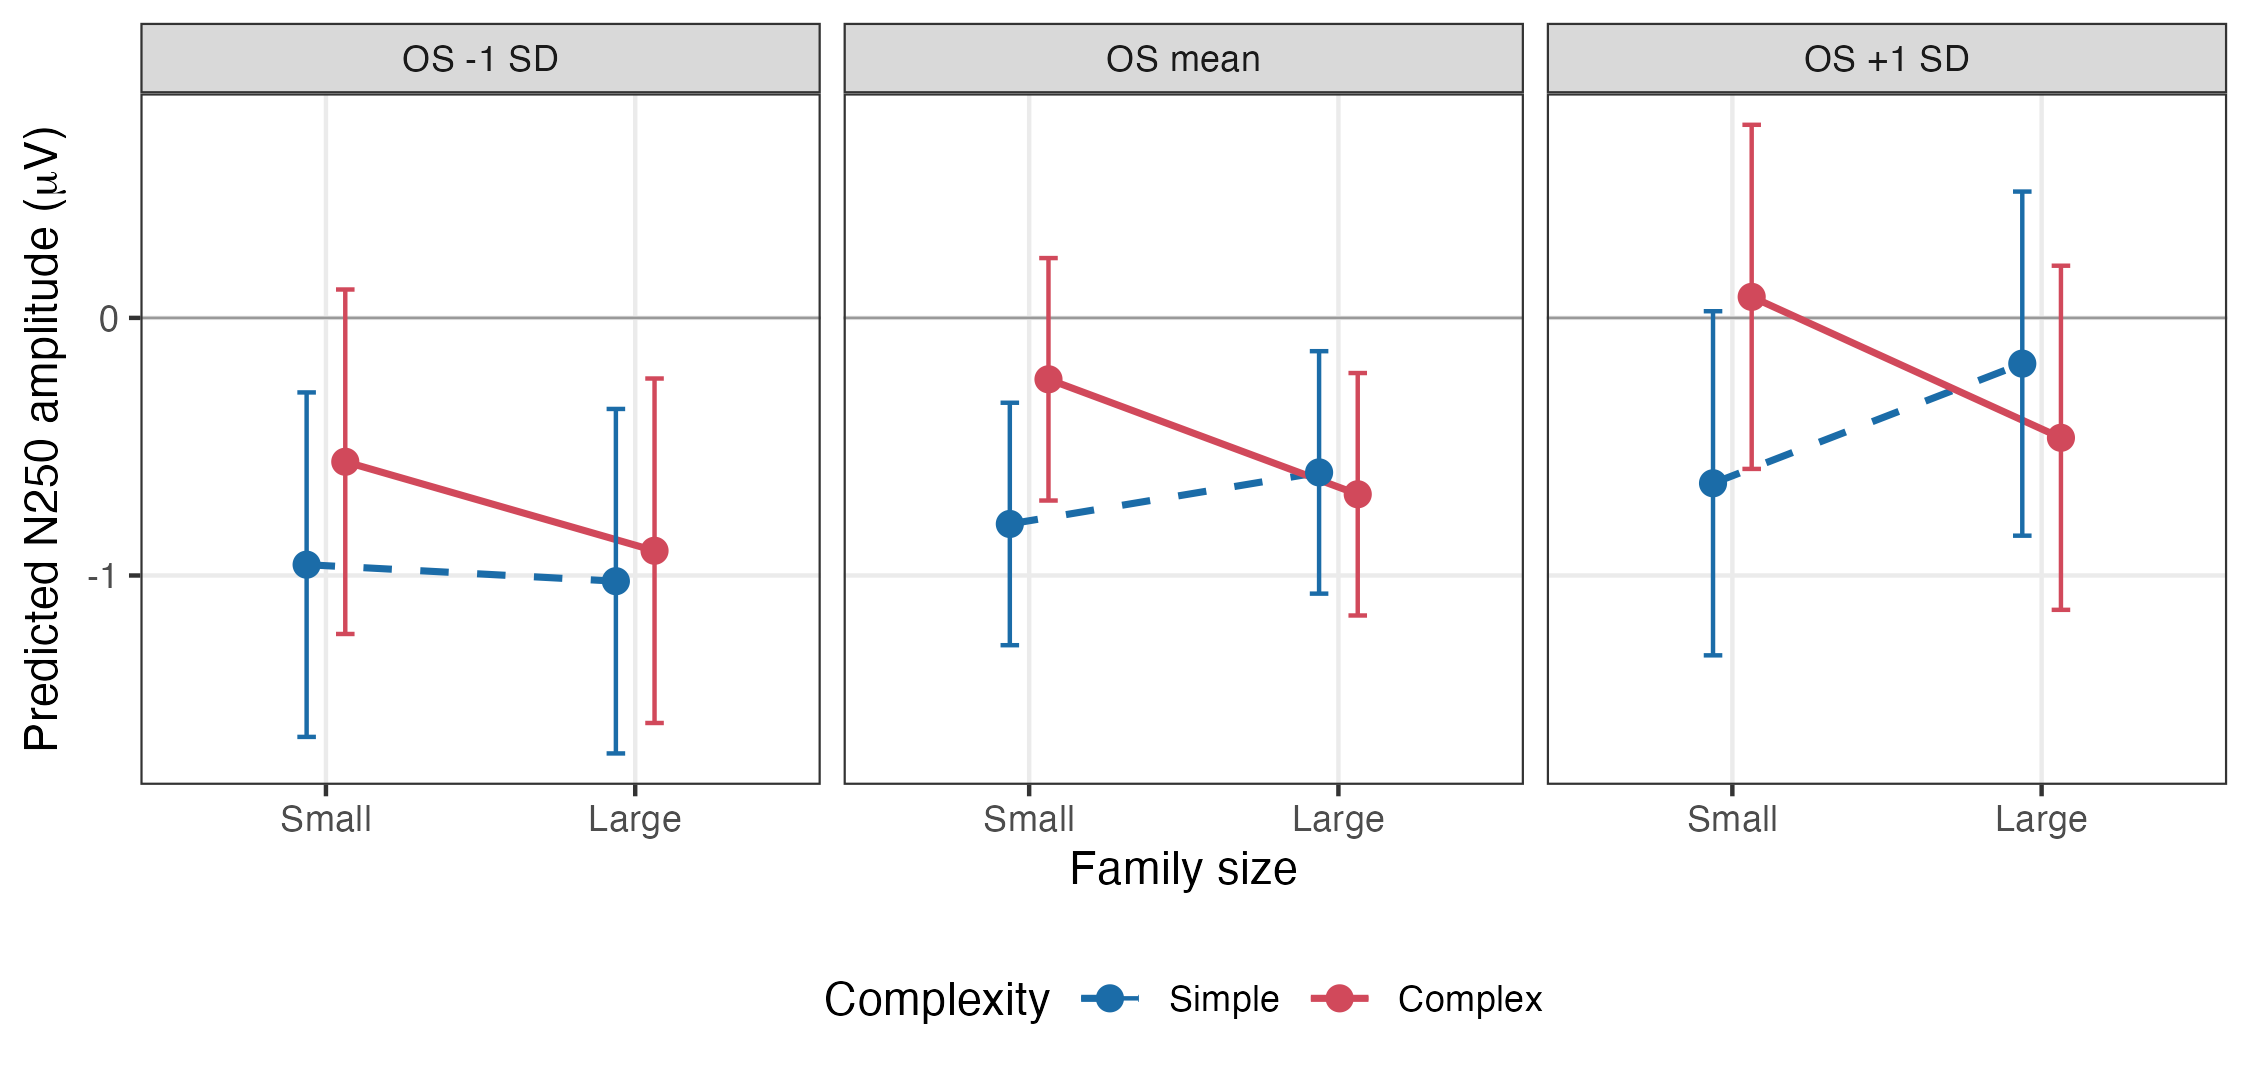 OS -1 SD
OS mean
OS +1 SD
Predicted N250 amplitude (μV)
0
-1
Small
Large
Small
Large
Small
Large
Family size
Complexity
Simple
Complex